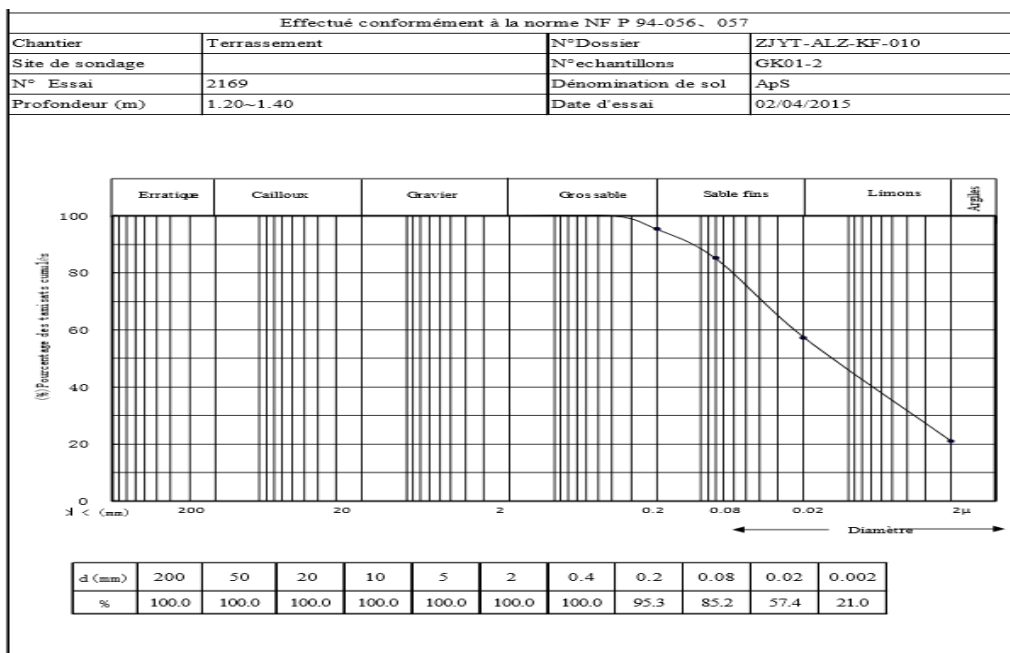 Effectué conformément à la norme NF P 94-056、057
Chantier Terrassement N°Dossier ZJYT-ALZ-KF-010
Site de sondage N°echantillons GK01-2
N° Essai 2169 Dénomination de sol ApS
Profondeur (m) 1.20~1.40 Date d'essai 02/04/2015
Erratique Cailloux Gravier Gros sable Sable fins Limons Argiles
(%)Pourcentage des tamisats cumulés
100
80
60
40
20
0
< (mm) 200 20 2 0.2 0.08 0.02 2μ
Diamètre
d (mm) 200 50 20 10 5 2 0.4 0.2 0.08 0.02 0.002
% 100.0 100.0 100.0 100.0 100.0 100.0 100.0 95.3 85.2 57.4 21.0